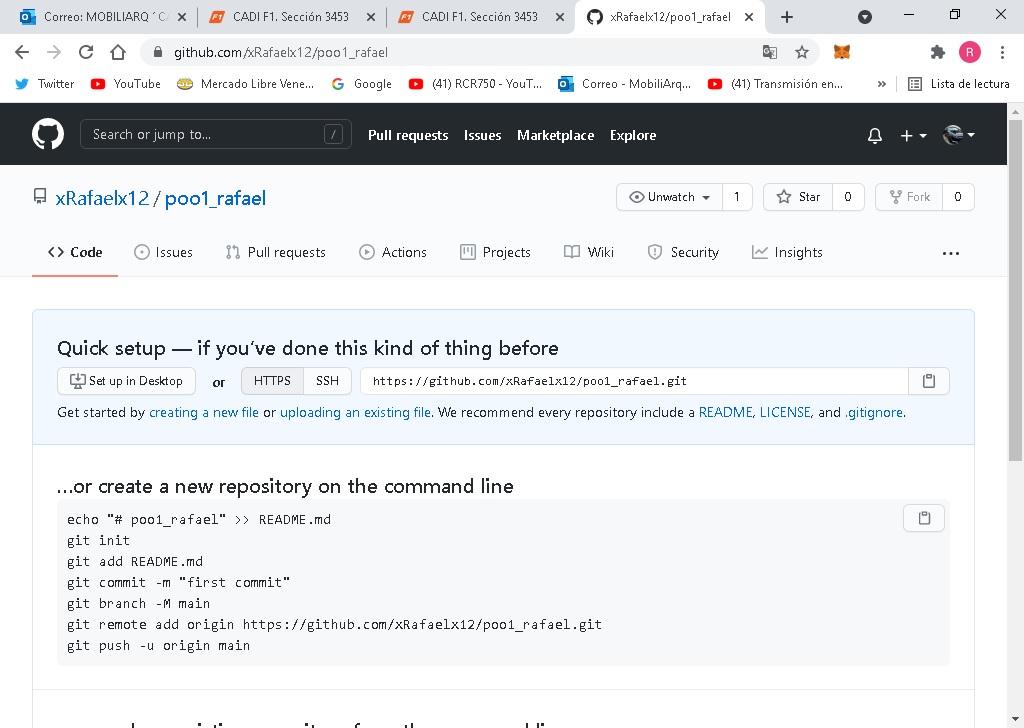 Correo: MOBILIARQ ´C/ CADI F1. Sección 3453 CADI F1. Sección 3453 xRafaelx12/poo1_rafael
github.com/xRafaelx12/poo1_rafael R
Twitter YouTube Mercado Libre Vene... Google (41) RCR750 - YouT... Correo - MobiliArq... (41) Transmisión en... » Lista de lectura
Search or jump to... / Pull requests Issues Marketplace Explore
xRafaelx12 / poo1_rafael Unwatch 1 Star 0 Fork 0
Code Issues Pull requests Actions Projects Wiki Security Insights ...
Quick setup — if you've done this kind of thing before
Set up in Desktop or HTTPS SSH https://github.com/xRafaelx12/poo1_rafael.git
Get started by creating a new file or uploading an existing file. We recommend every repository include a README, LICENSE, and .gitignore.
...or create a new repository on the command line
echo "# poo1_rafael" >> README.md
git init
git add README.md
git commit -m "first commit"
git branch -M main
git remote add origin https://github.com/xRafaelx12/poo1_rafael.git
git push -u origin main